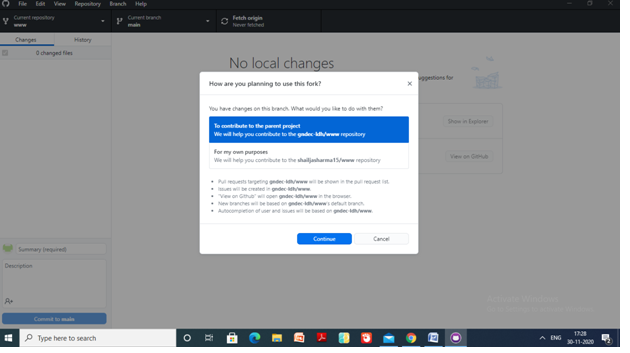 File Edit View Repository Branch Help
Current repository
www
Current branch
main
Fetch origin
Never fetched
Changes History
0 changed files
No local changes
uggestions for
Show in Explorer
View on GitHub
How are you planning to use this fork?
You have changes on this branch. What would you like to do with them?
To contribute to the parent project
We will help you contribute to the gndec-ldh/www repository
For my own purposes
We will help you contribute to the shailjasharma15/www repository
Pull requests targeting gndec-ldh/www will be shown in the pull request list.
Issues will be created in gndec-ldh/www.
"View on Github" will open gndec-ldh/www in the browser.
New branches will be based on gndec-ldh/www's default branch.
Autocompletion of user and issues will be based on gndec-ldh/www.
Continue Cancel
Summary (required)
Description
Commit to main
Activate Windows
Type here to search
ENG
17:28
30-11-2020